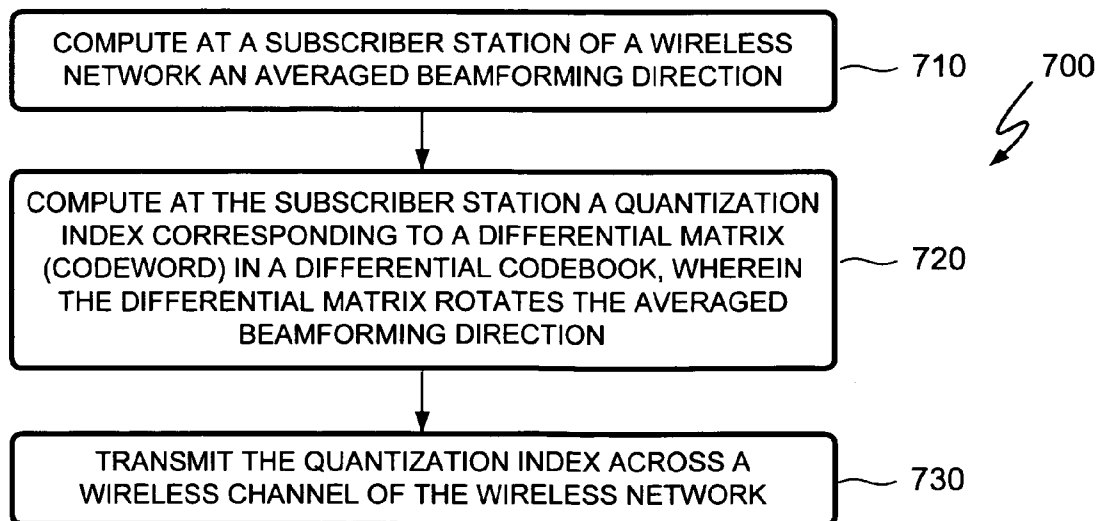 COMPUTE AT A SUBSCRIBER STATION OF A WIRELESS
NETWORK AN AVERAGED BEAMFORMING DIRECTION
710
700
COMPUTE AT THE SUBSCRIBER STATION A QUANTIZATION
INDEX CORRESPONDING TO A DIFFERENTIAL MATRIX
(CODEWORD) IN A DIFFERENTIAL CODEBOOK, WHEREIN
THE DIFFERENTIAL MATRIX ROTATES THE AVERAGED
BEAMFORMING DIRECTION
720
TRANSMIT THE QUANTIZATION INDEX ACROSS A
WIRELESS CHANNEL OF THE WIRELESS NETWORK
730